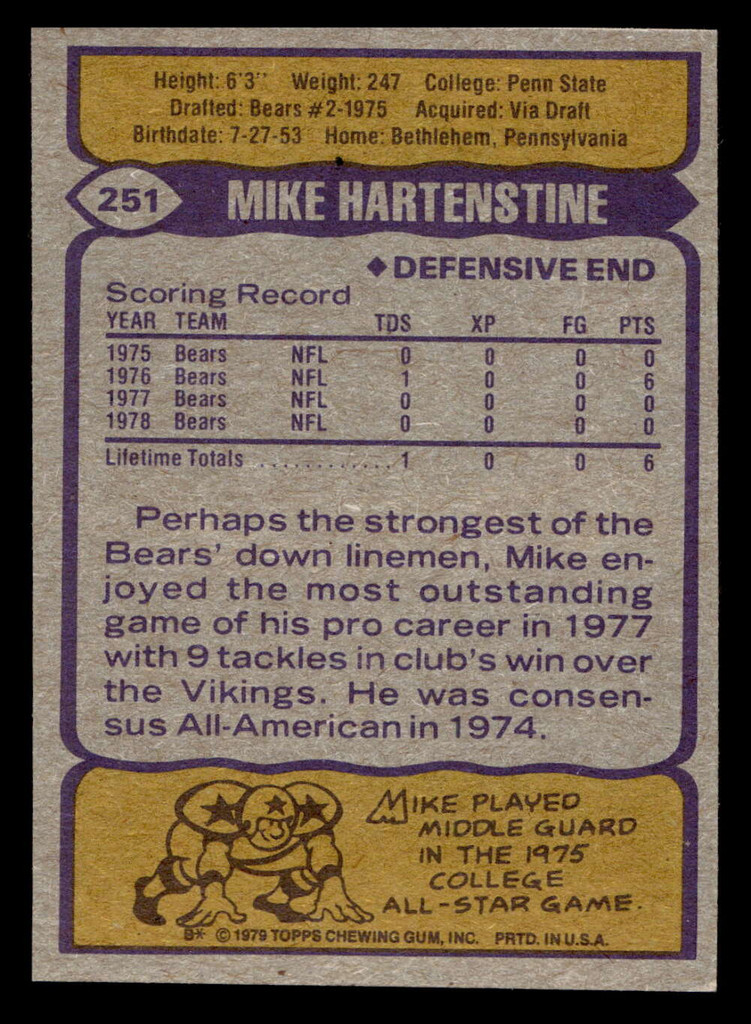 Height: 6'3" Weight: 247 College: Penn State
Drafted: Bears #2-1975 Acquired: Via Draft
Birthdate: 7-27-53 Home: Bethlehem, Pennsylvania
251 MIKE HARTENSTINE
◆ DEFENSIVE END
Scoring Record
YEAR TEAM TDS XP FG PTS
1975 Bears NFL 0 0 0 0
1976 Bears NFL 1 0 0 6
1977 Bears NFL 0 0 0 0
1978 Bears NFL 0 0 0 0
Lifetime Totals ............. 1 0 0 6
Perhaps the strongest of the
Bears' down linemen, Mike en-
joyed the most outstanding
game of his pro career in 1977
with 9 tackles in club's win over
the Vikings. He was consen-
sus All-American in 1974.
MIKE PLAYED
MIDDLE GUARD
IN THE 1975
COLLEGE
ALL-STAR GAME.
B* © 1979 TOPPS CHEWING GUM, INC. PRTD. IN U.S.A.